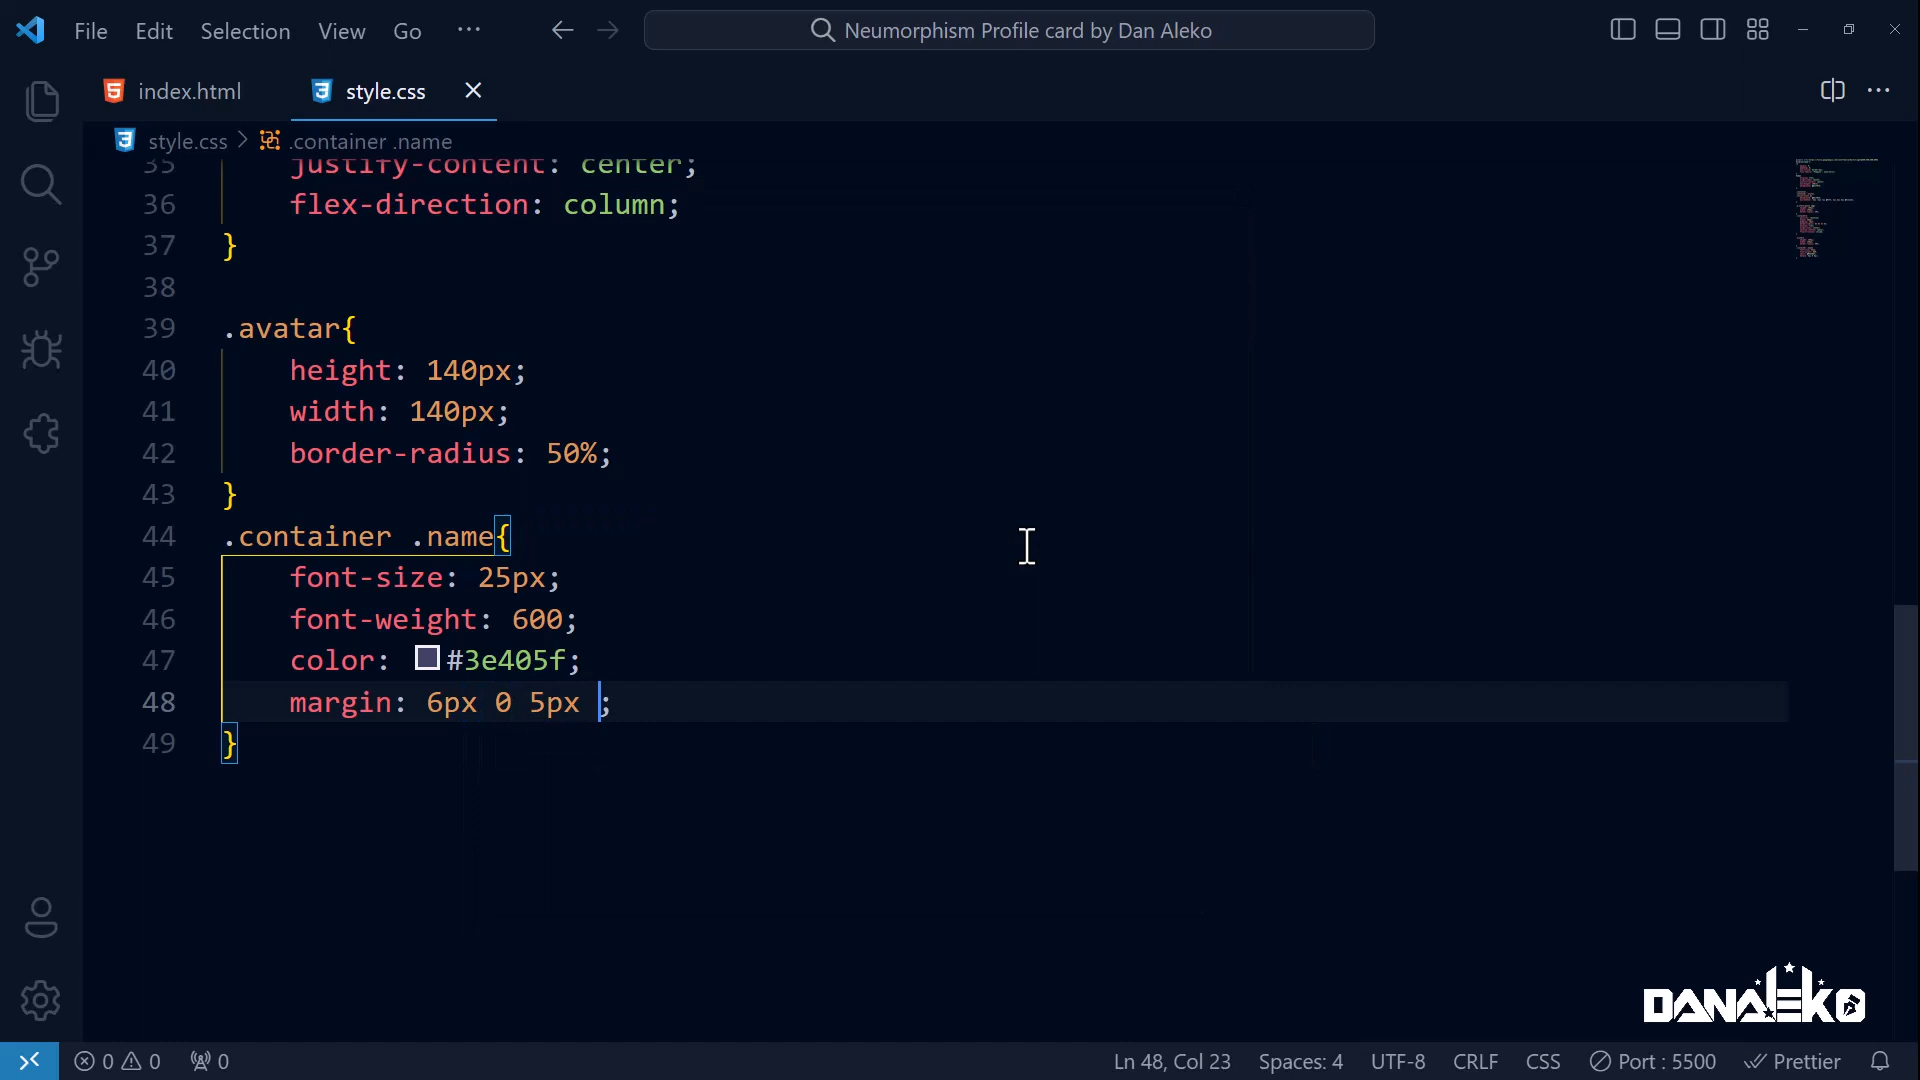 File Edit Selection View Go ··· Neumorphism Profile card by Dan Aleko
index.html style.css
style.css > .container .name
35 justify-content: center;
36 flex-direction: column;
37 }
38
39 .avatar{
40 height: 140px;
41 width: 140px;
42 border-radius: 50%;
43 }
44 .container .name{
45 font-size: 25px;
46 font-weight: 600;
47 color: #3e405f;
48 margin: 6px 0 5px ;
49 }
DANALEKO
0 0 0 Ln 48, Col 23 Spaces: 4 UTF-8 CRLF CSS Port : 5500 Prettier